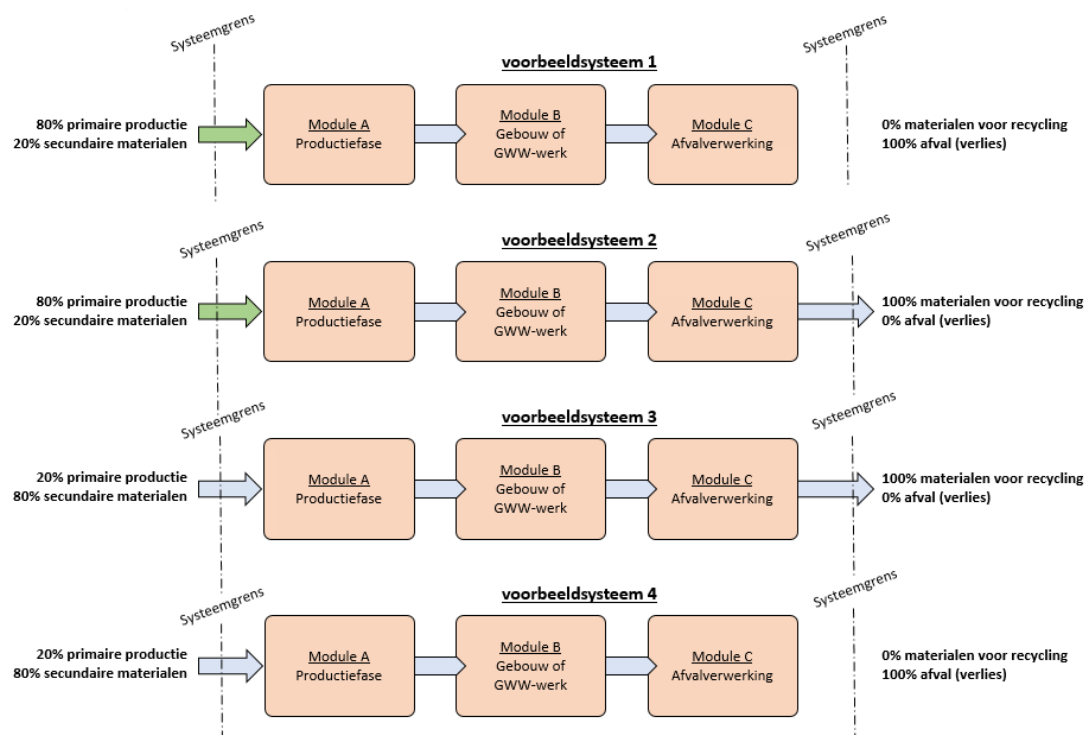 Systeemgrens
Systeemgrens
voorbeeldsysteem 1
80% primaire productie
20% secundaire materialen
Module A
Productiefase
Module B
Gebouw of
GWW-werk
Module C
Afvalverwerking
0% materialen voor recycling
100% afval (verlies)
Systeemgrens
Systeemgrens
voorbeeldsysteem 2
80% primaire productie
20% secundaire materialen
Module A
Productiefase
Module B
Gebouw of
GWW-werk
Module C
Afvalverwerking
100% materialen voor recycling
0% afval (verlies)
Systeemgrens
Systeemgrens
voorbeeldsysteem 3
20% primaire productie
80% secundaire materialen
Module A
Productiefase
Module B
Gebouw of
GWW-werk
Module C
Afvalverwerking
100% materialen voor recycling
0% afval (verlies)
Systeemgrens
Systeemgrens
voorbeeldsysteem 4
20% primaire productie
80% secundaire materialen
Module A
Productiefase
Module B
Gebouw of
GWW-werk
Module C
Afvalverwerking
0% materialen voor recycling
100% afval (verlies)